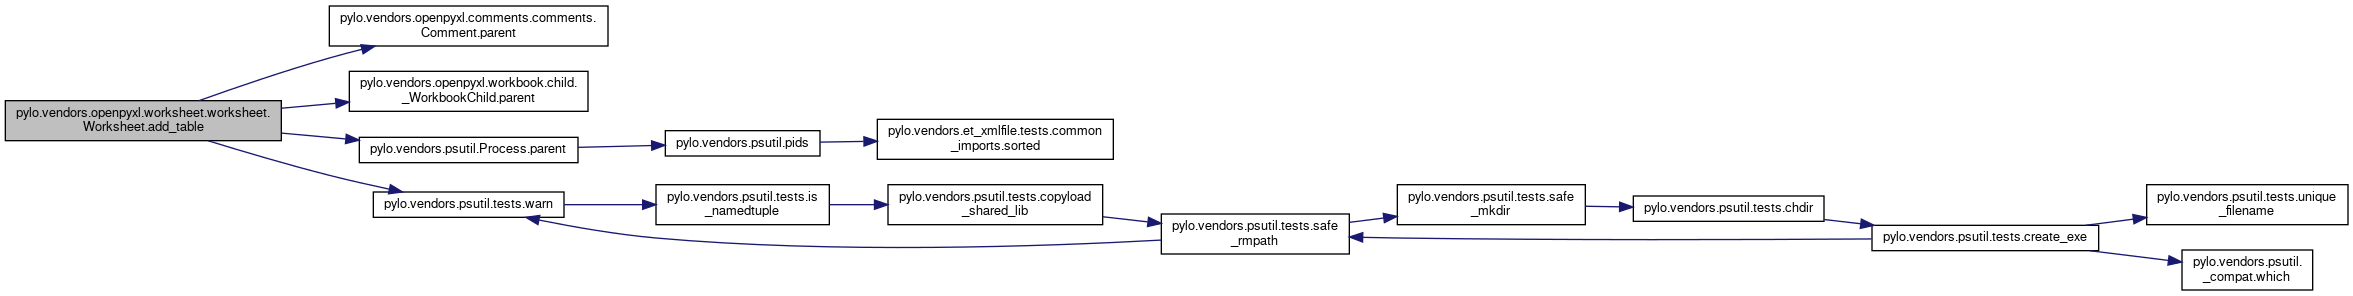 pylo.vendors.openpyxl.comments.comments.
Comment.parent
pylo.vendors.openpyxl.workbook.child.
_WorkbookChild.parent
pylo.vendors.openpyxl.worksheet.worksheet.
Worksheet.add_table
pylo.vendors.psutil.Process.parent
pylo.vendors.psutil.pids
pylo.vendors.et_xmlfile.tests.common
_imports.sorted
pylo.vendors.psutil.tests.warn
pylo.vendors.psutil.tests.is
_namedtuple
pylo.vendors.psutil.tests.copyload
_shared_lib
pylo.vendors.psutil.tests.safe
_rmpath
pylo.vendors.psutil.tests.safe
_mkdir
pylo.vendors.psutil.tests.chdir
pylo.vendors.psutil.tests.create_exe
pylo.vendors.psutil.tests.unique
_filename
pylo.vendors.psutil.
_compat.which